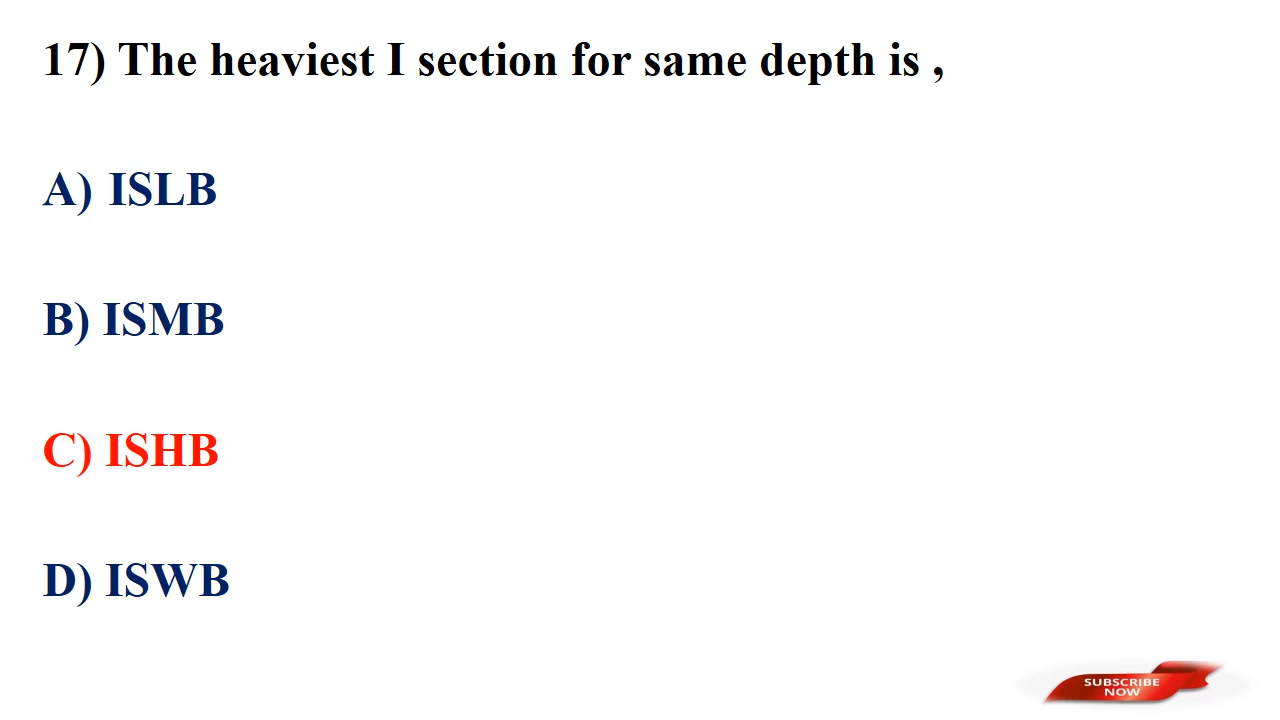 17) The heaviest I section for same depth is ,
A) ISLB
B) ISMB
C) ISHB
D) ISWB
SUBSCRIBE
NOW